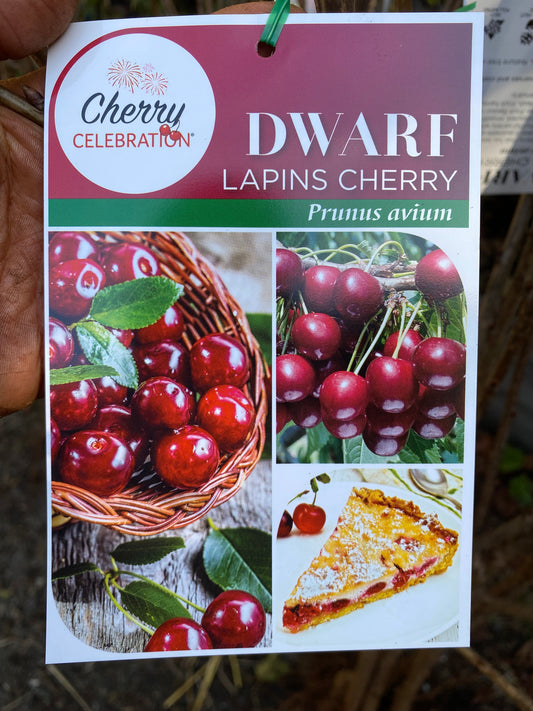 Cherry
CELEBRATION®
DWARF
LAPINS CHERRY
Prunus avium